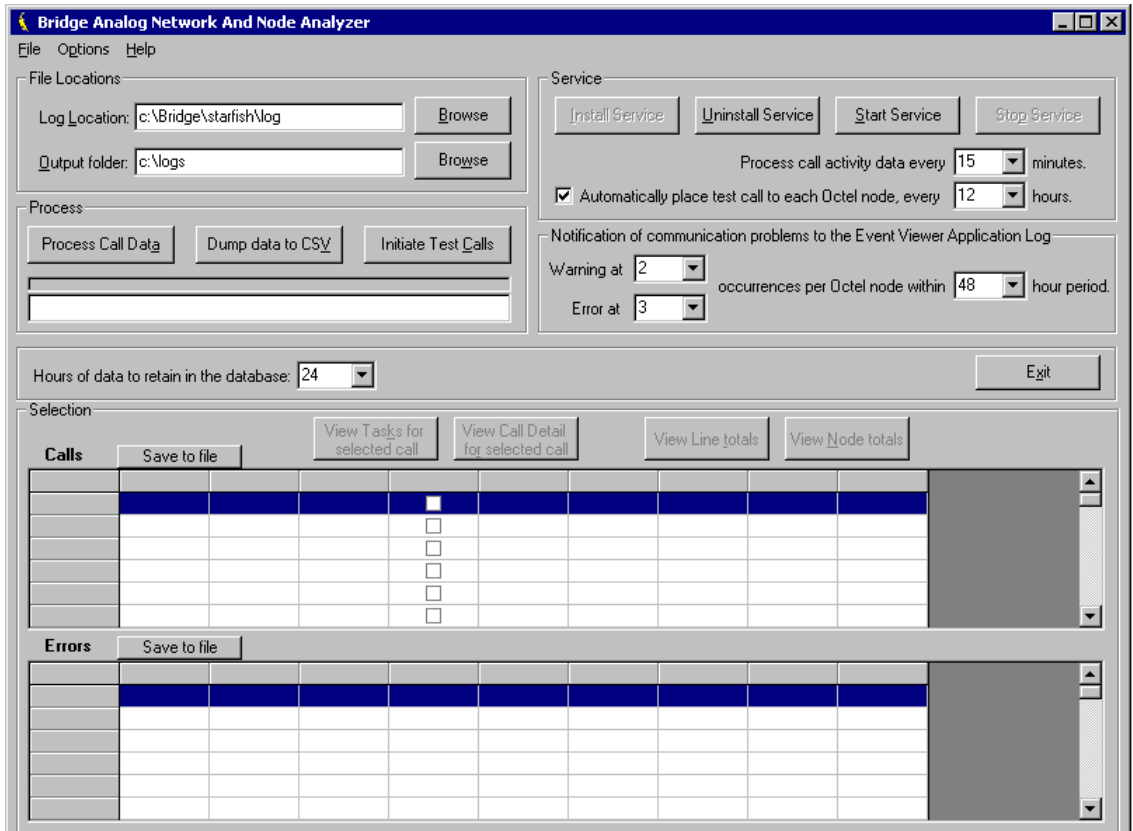 Bridge Analog Network And Node Analyzer
File Options Help
File Locations
Log Location: c:\Bridge\starfish\log Browse
Output folder: c:\logs Browse
Process
Process Call Data Dump data to CSV Initiate Test Calls
Service
Install Service Uninstall Service Start Service Stop Service
Process call activity data every 15 minutes.
Automatically place test call to each Octel node, every 12 hours.
Notification of communication problems to the Event Viewer Application Log
Warning at 2
occurrences per Octel node within 48 hour period.
Error at 3
Hours of data to retain in the database: 24 Exit
Selection
View Tasks for selected call View Call Detail for selected call View Line totals View Node totals
Calls Save to file
Errors Save to file